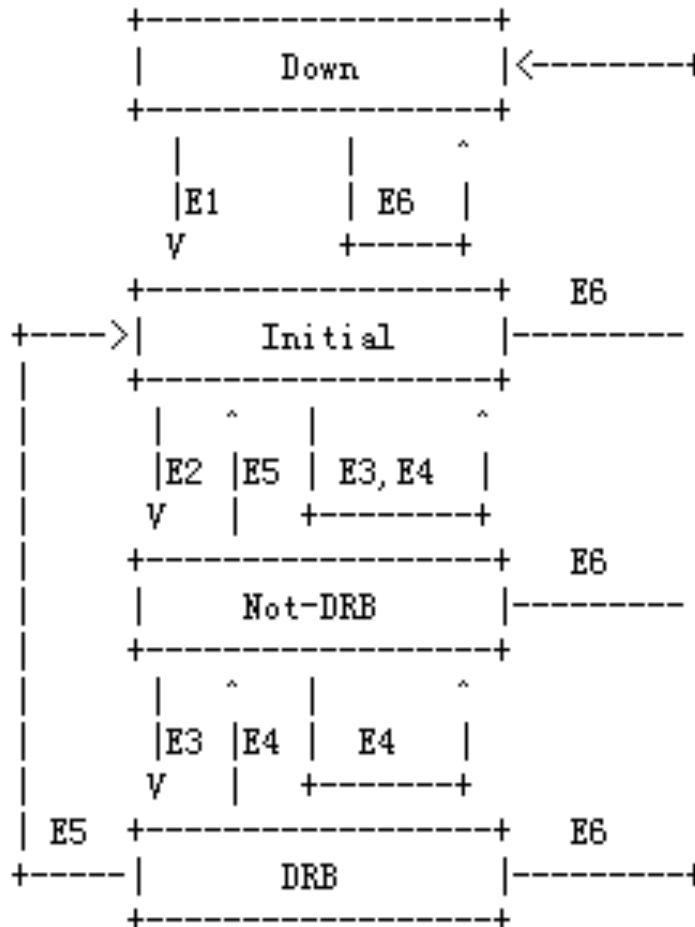 Down
E1 E6
E6
Initial
E2 E5 E3, E4
E6
Not-DRB
E3 E4 E4
E5 E6
DRB